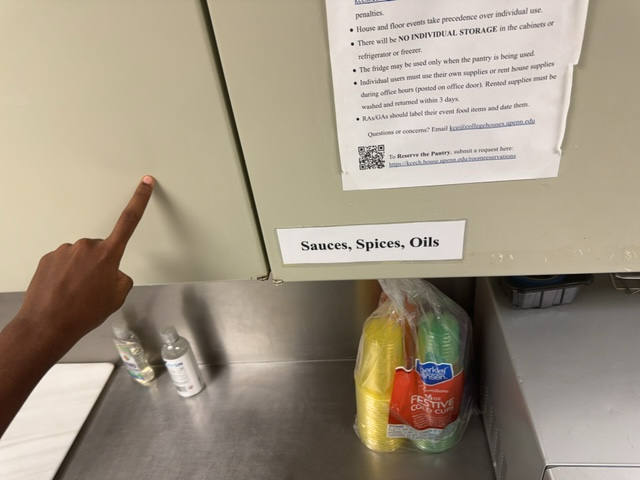 penalties.
• House and floor events take precedence over individual use.
• There will be NO INDIVIDUAL STORAGE in the cabinets or
refrigerator or freezer.
• The fridge may be used only when the pantry is being used.
• Individual users must use their own supplies or rent house supplies
during office hours (posted on office door). Rented supplies must be
washed and returned within 3 days.
• RAs/GAs should label their event food items and date them.
Questions or concerns? Email kce@collegehouses.upenn.edu
To Reserve the Pantry, submit a request here:
https://kcech.house.upenn.edu/roomreservations
Sauces, Spices, Oils
FESTIVE
COLD CUPS